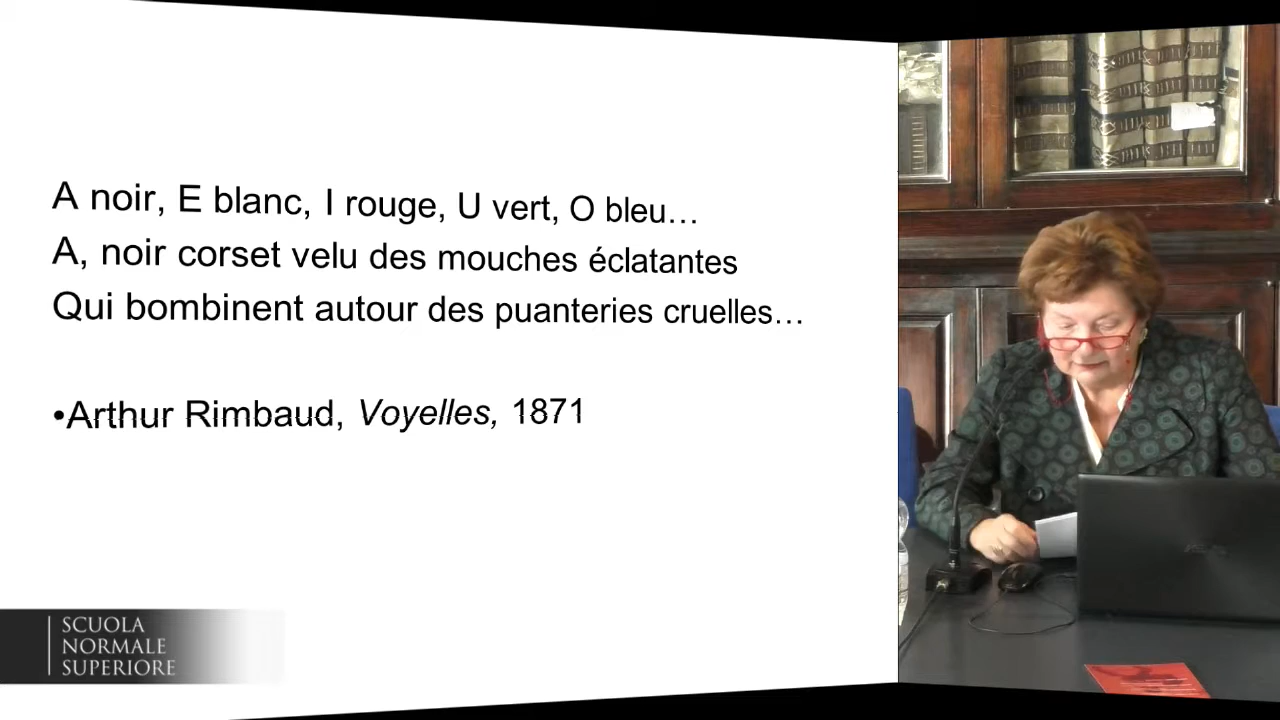 A noir, E blanc, I rouge, U vert, O bleu…
A, noir corset velu des mouches éclatantes
Qui bombinent autour des puanteries cruelles…
•Arthur Rimbaud, Voyelles, 1871
SCUOLA
NORMALE
SUPERIORE